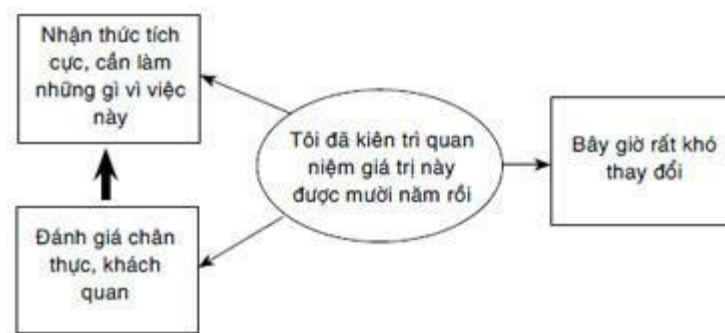 Nhận thức tích
cực, cần làm
những gì vì việc
này
Tôi đã kiên trì quan
niệm giá trị này
được mười năm rồi
Bây giờ rất khó
thay đổi
Đánh giá chân
thực, khách
quan